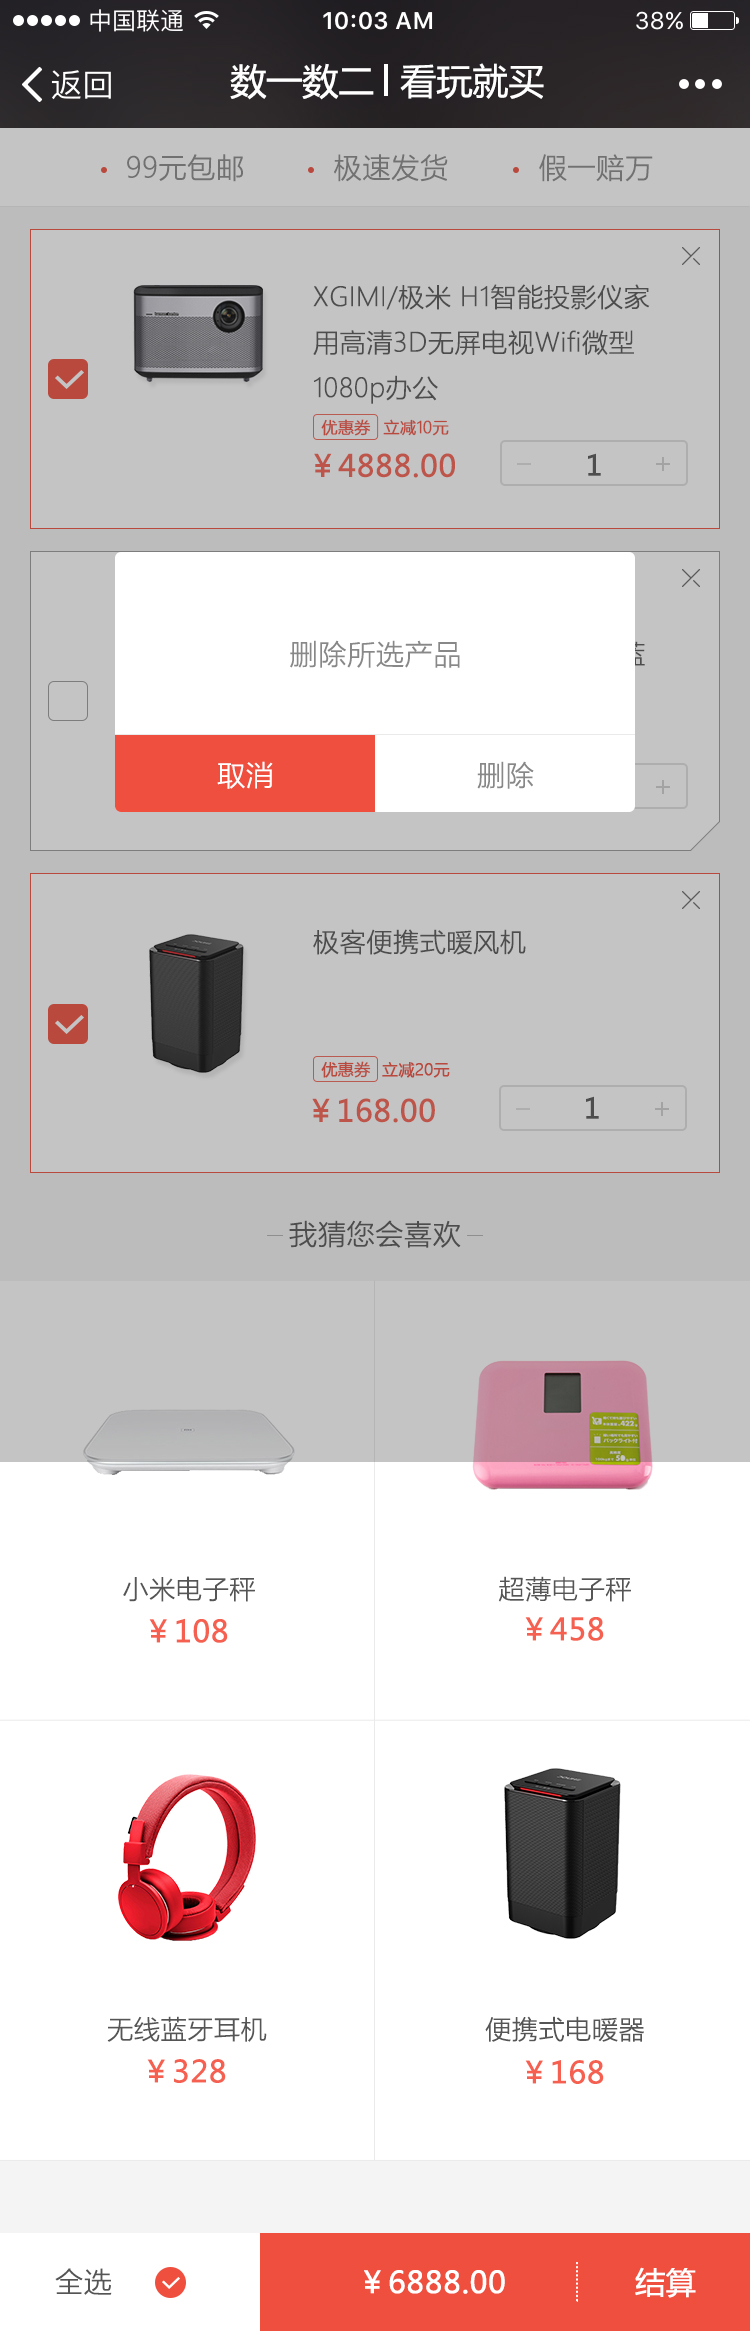 中国联通
10:03 AM
38%
返回
数一数二 | 看玩就买
99元包邮
极速发货
假一赔万
XGIMI/极米 H1智能投影仪家
用高清3D无屏电视Wifi微型
1080p办公
优惠券 立减10元
¥ 4888.00
− 1 +
删除所选产品
取消
删除
+
极客便携式暖风机
优惠券 立减20元
¥ 168.00
− 1 +
我猜您会喜欢
小米电子秤
¥ 108
超薄电子秤
¥ 458
无线蓝牙耳机
¥ 328
便携式电暖器
¥ 168
全选
¥ 6888.00
结算